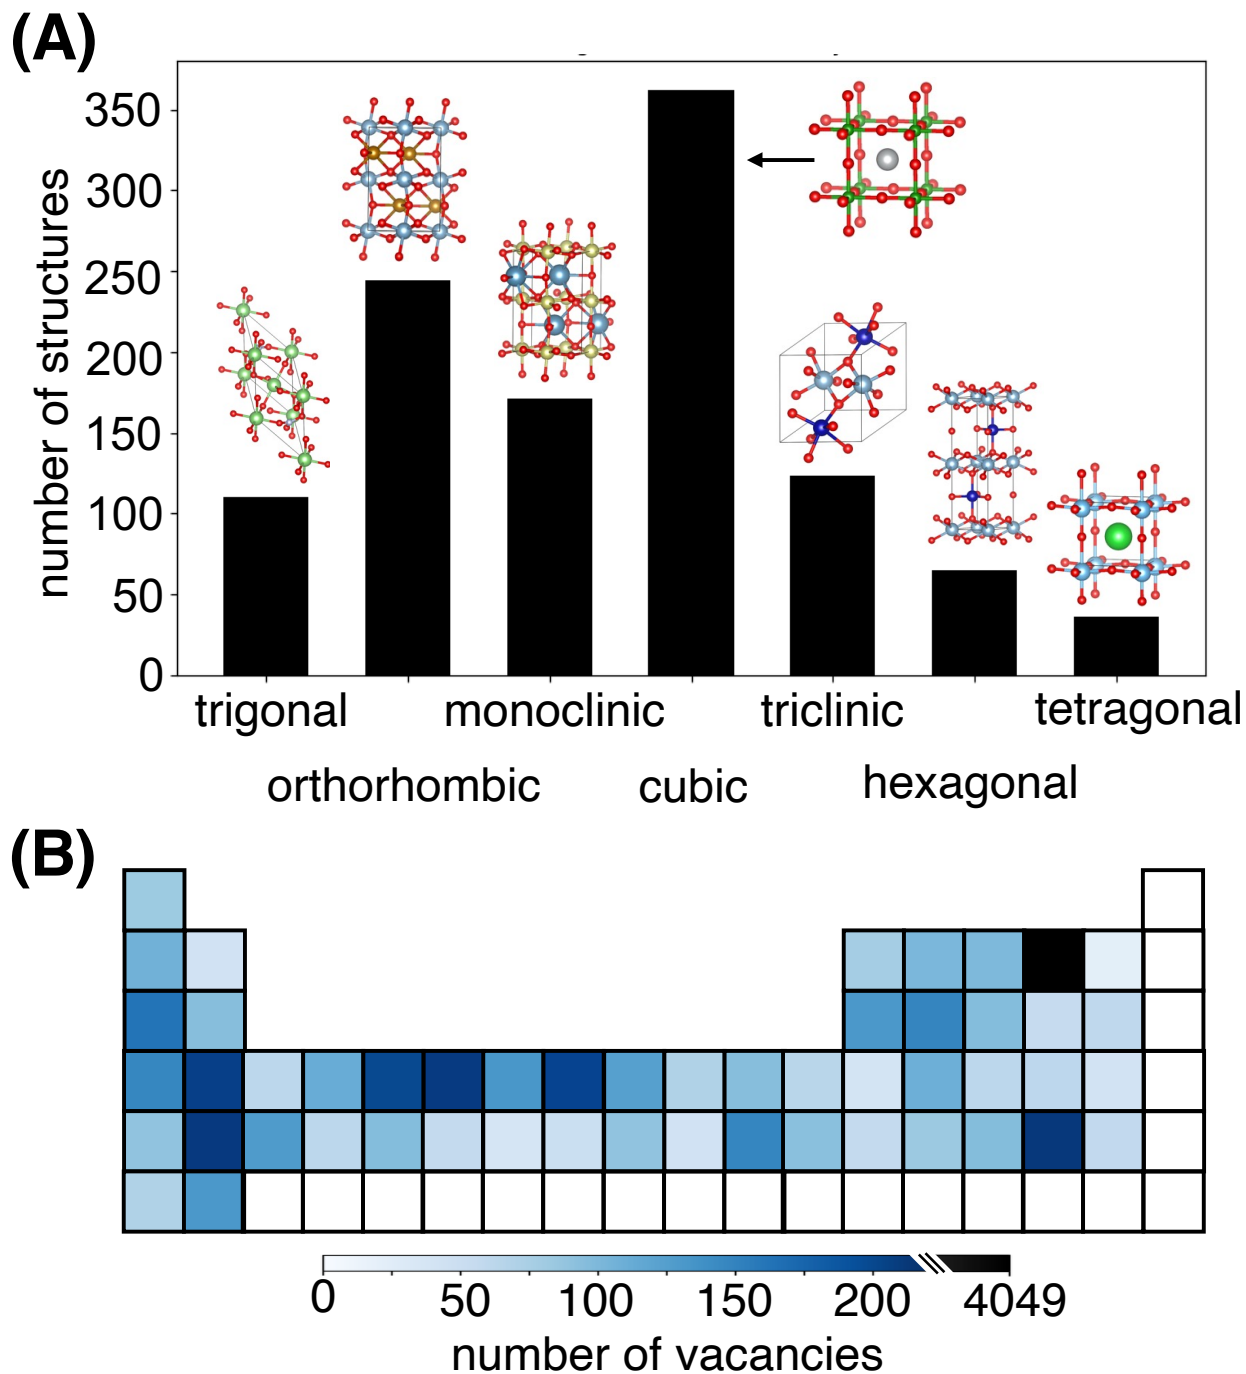 (A)
number of structures
350
300
250
200
150
100
50
0
trigonal monoclinic triclinic tetragonal
orthorhombic cubic hexagonal
(B)
0 50 100 150 200 4049
number of vacancies